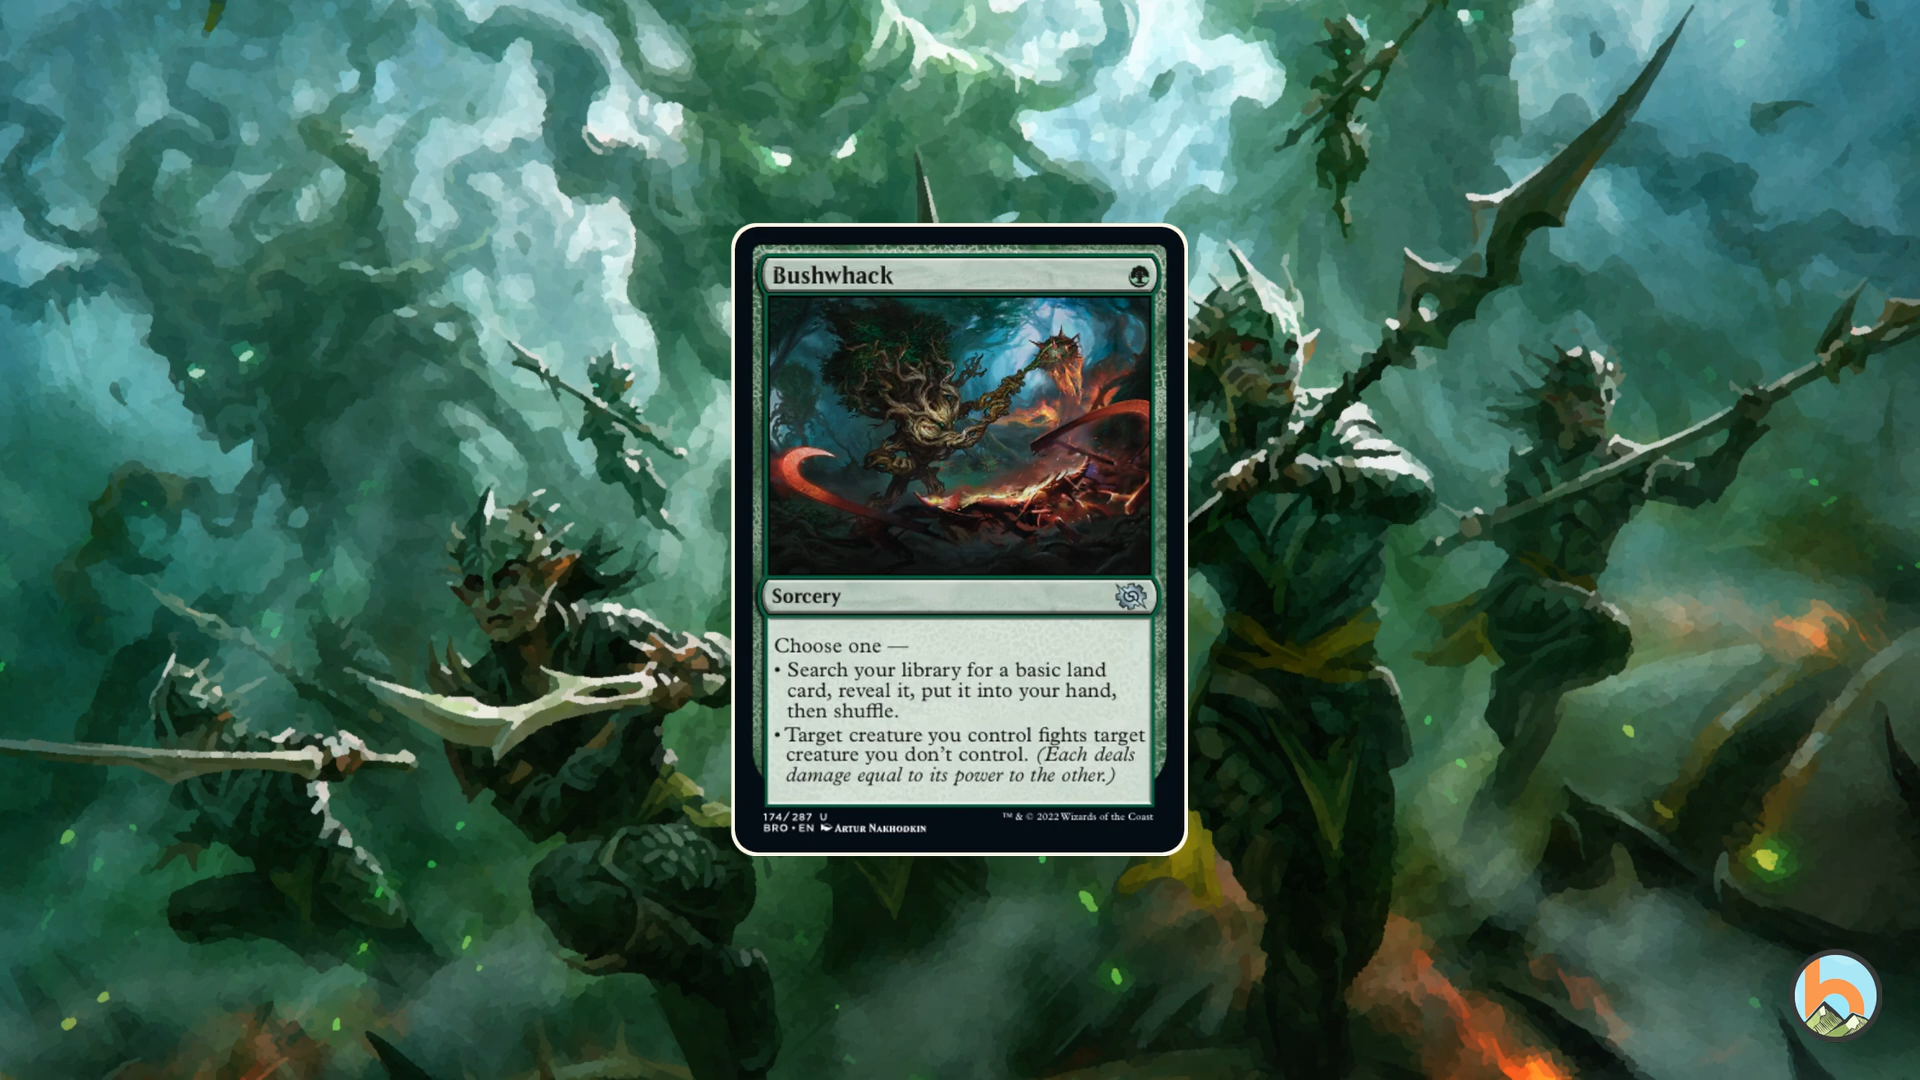 Bushwhack
Sorcery
Choose one —
• Search your library for a basic land
card, reveal it, put it into your hand,
then shuffle.
• Target creature you control fights target
creature you don't control. (Each deals
damage equal to its power to the other.)
174/287 U
BRO • EN Artur Nakhodkin
™ & © 2022 Wizards of the Coast